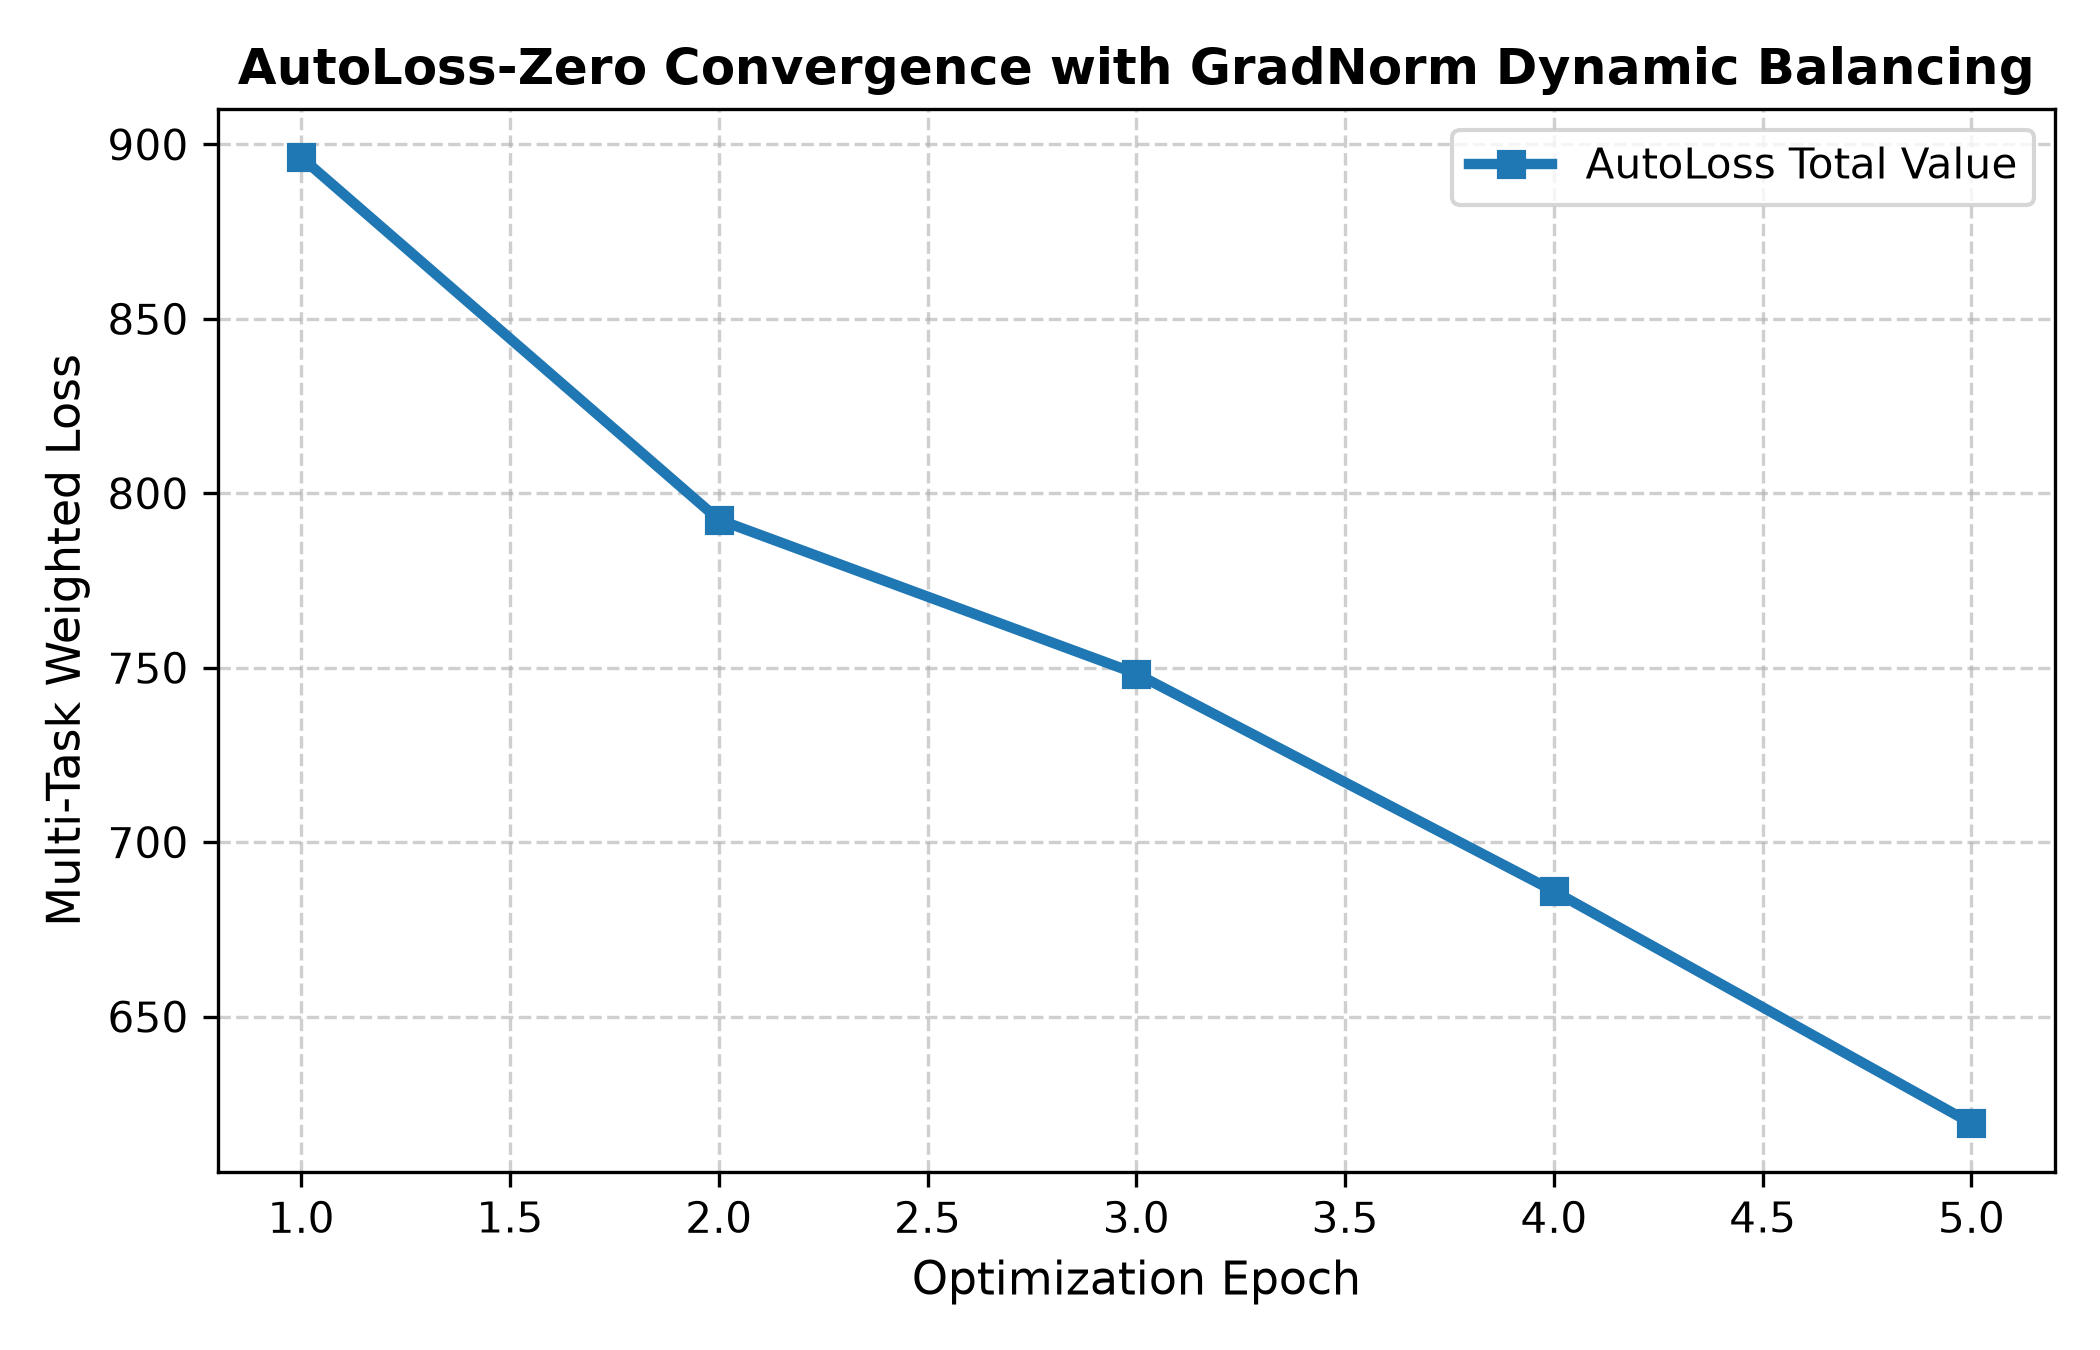 AutoLoss-Zero Convergence with GradNorm Dynamic Balancing
AutoLoss Total Value
Multi-Task Weighted Loss
900
850
800
750
700
650
1.0 1.5 2.0 2.5 3.0 3.5 4.0 4.5 5.0
Optimization Epoch